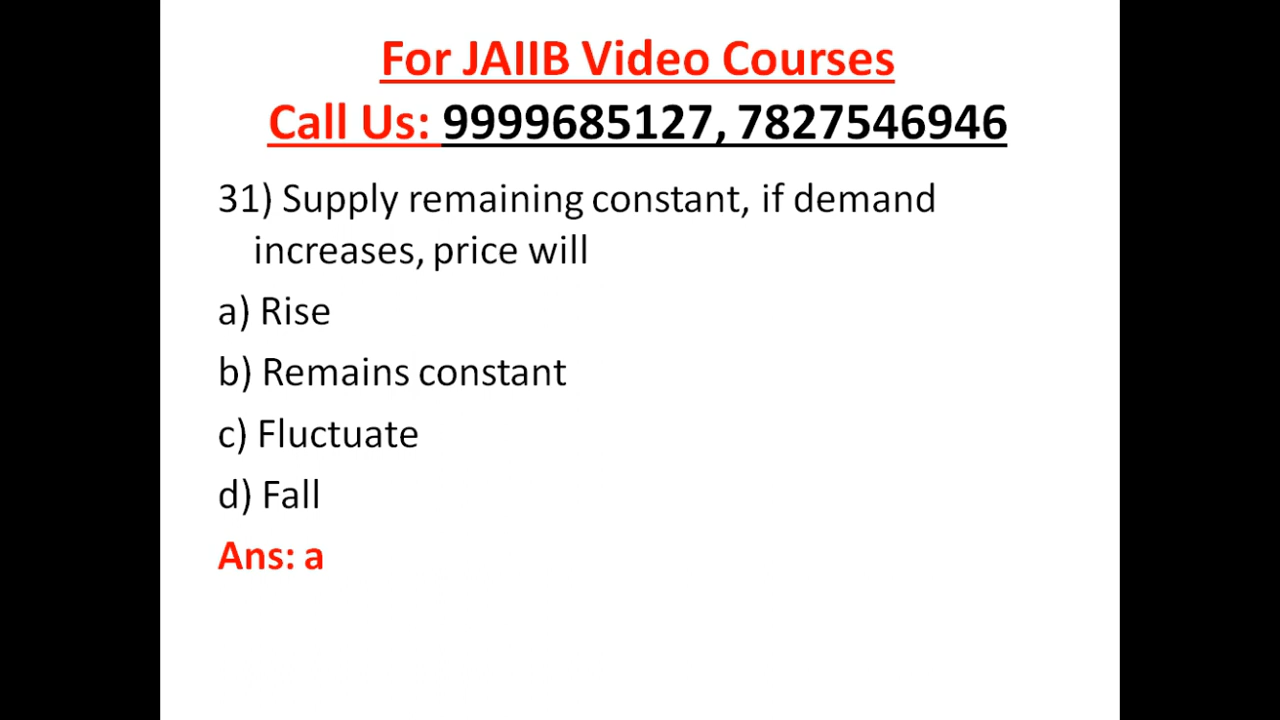 For JAIIB Video Courses
Call Us: 9999685127, 7827546946
31) Supply remaining constant, if demand
increases, price will
a) Rise
b) Remains constant
c) Fluctuate
d) Fall
Ans: a